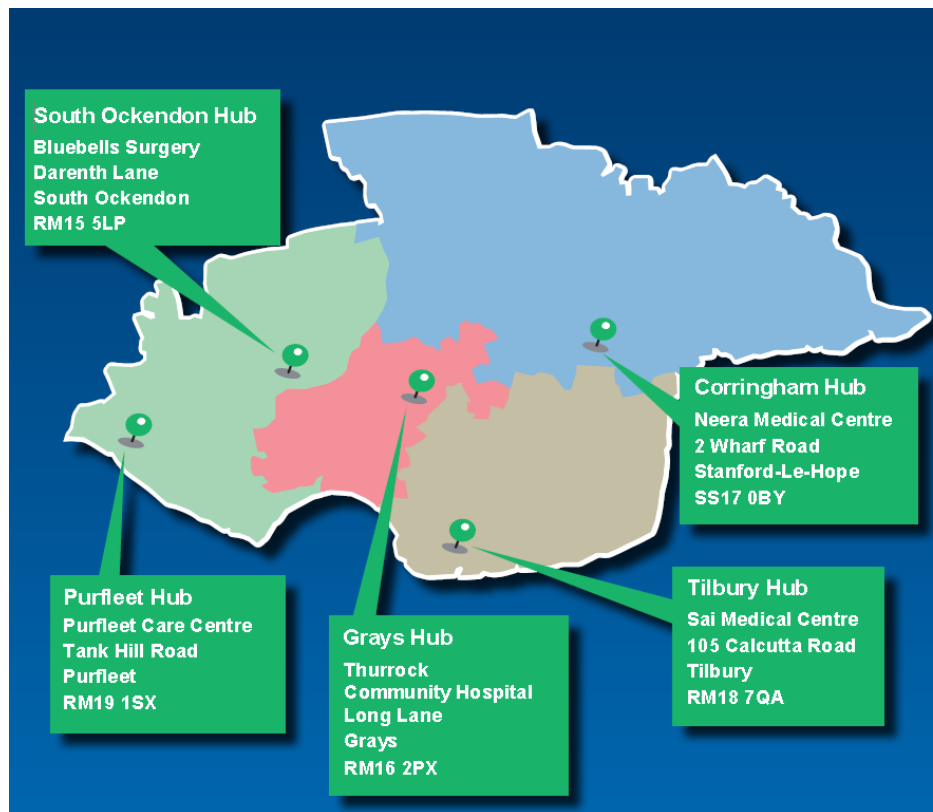 South Ockendon Hub
Bluebells Surgery
Darenth Lane
South Ockendon
RM15 5LP
Corringham Hub
Neera Medical Centre
2 Wharf Road
Stanford-Le-Hope
SS17 0BY
Purfleet Hub
Purfleet Care Centre
Tank Hill Road
Purfleet
RM19 1SX
Grays Hub
Thurrock
Community Hospital
Long Lane
Grays
RM16 2PX
Tilbury Hub
Sai Medical Centre
105 Calcutta Road
Tilbury
RM18 7QA